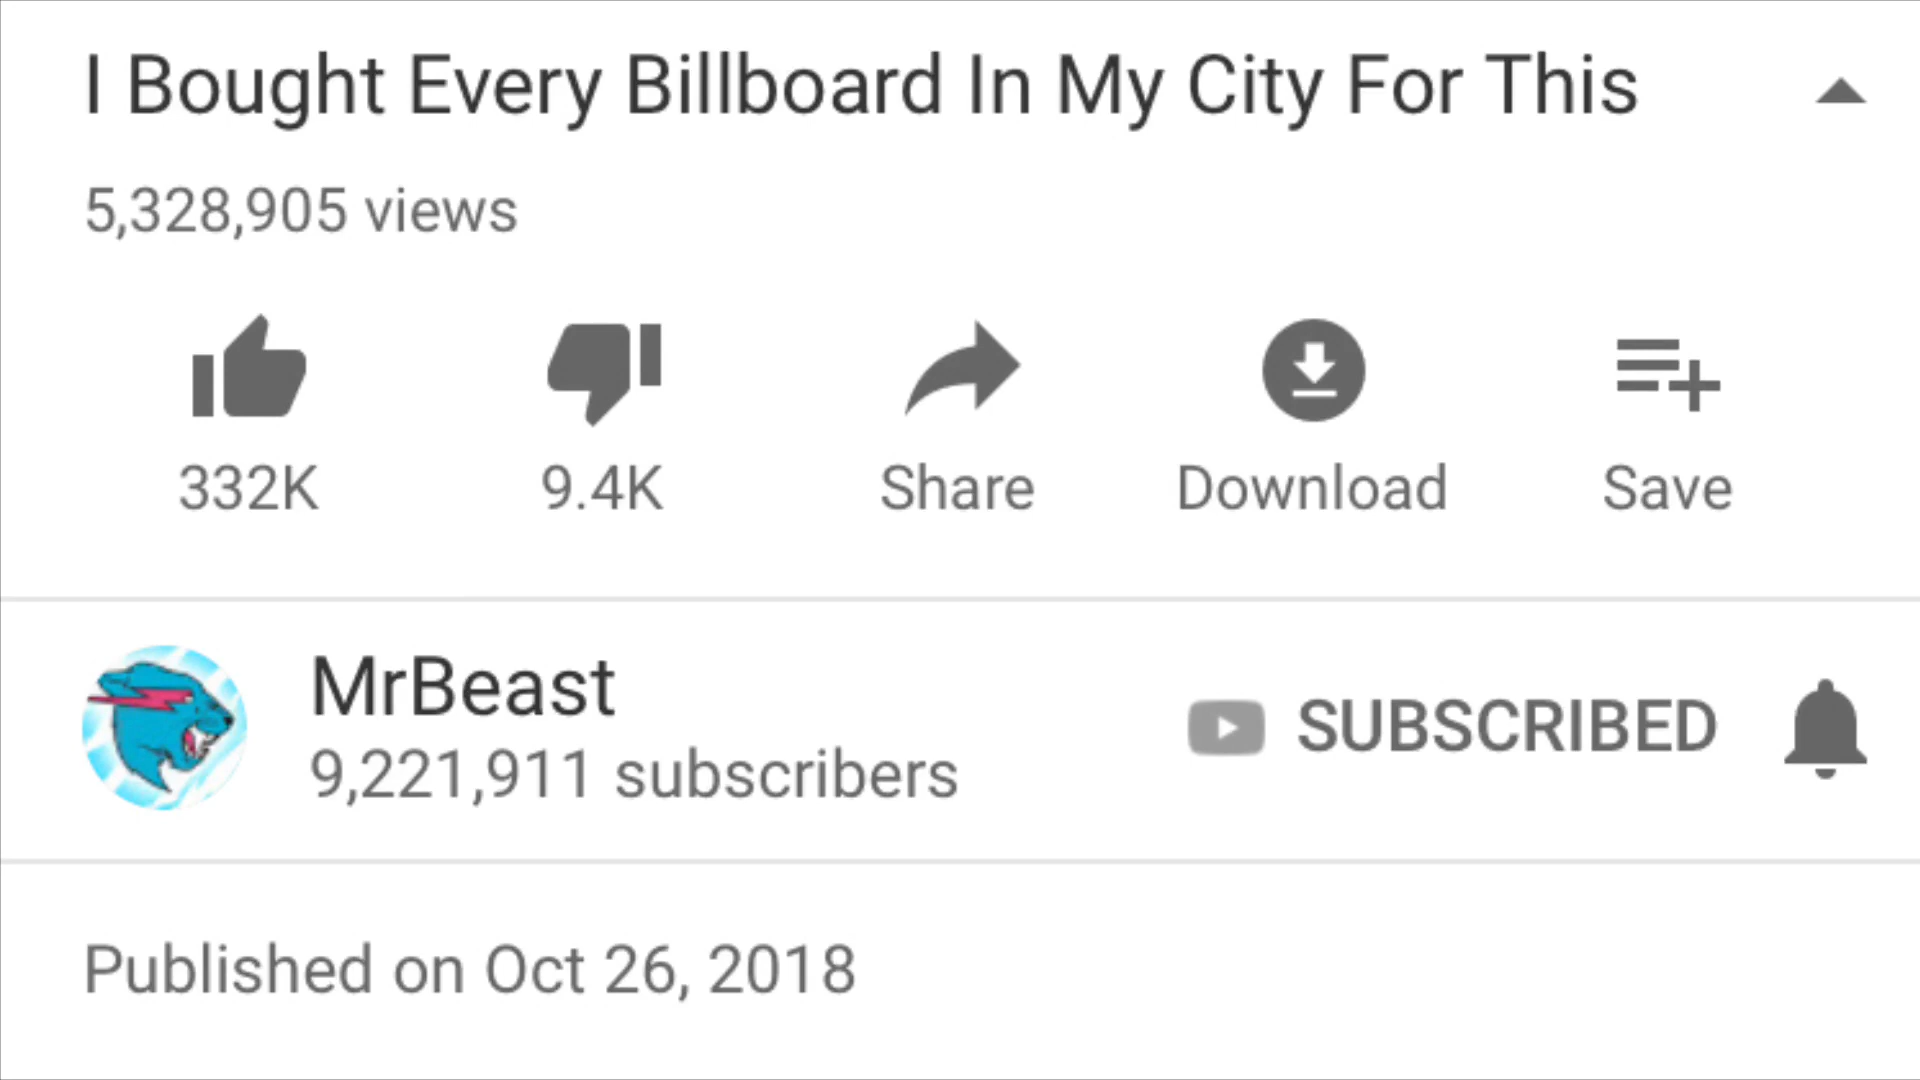 I Bought Every Billboard In My City For This
5,328,905 views
332K 9.4K Share Download Save
MrBeast
9,221,911 subscribers
SUBSCRIBED
Published on Oct 26, 2018